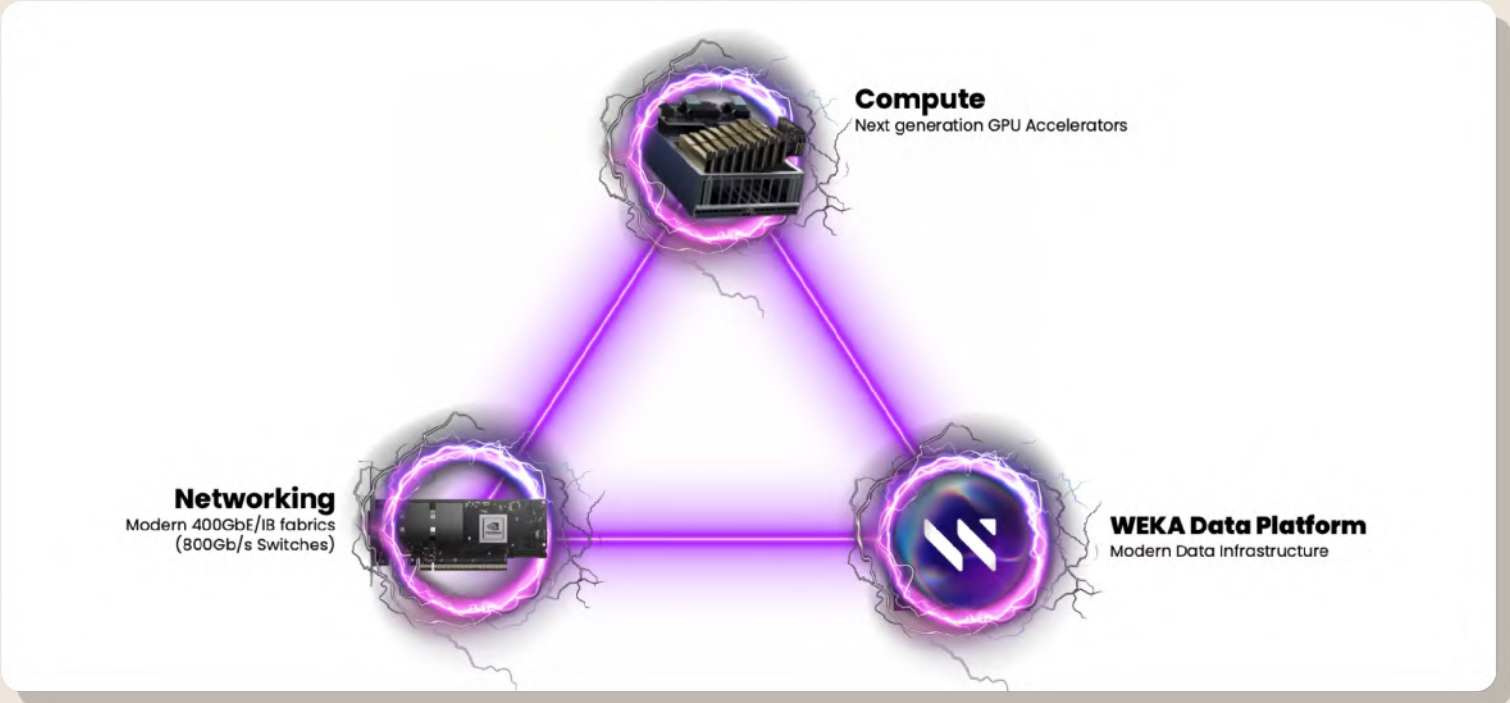 Compute
Next generation GPU Accelerators
Networking
Modern 400GbE/IB fabrics
(800Gb/s Switches)
WEKA Data Platform
Modern Data Infrastructure